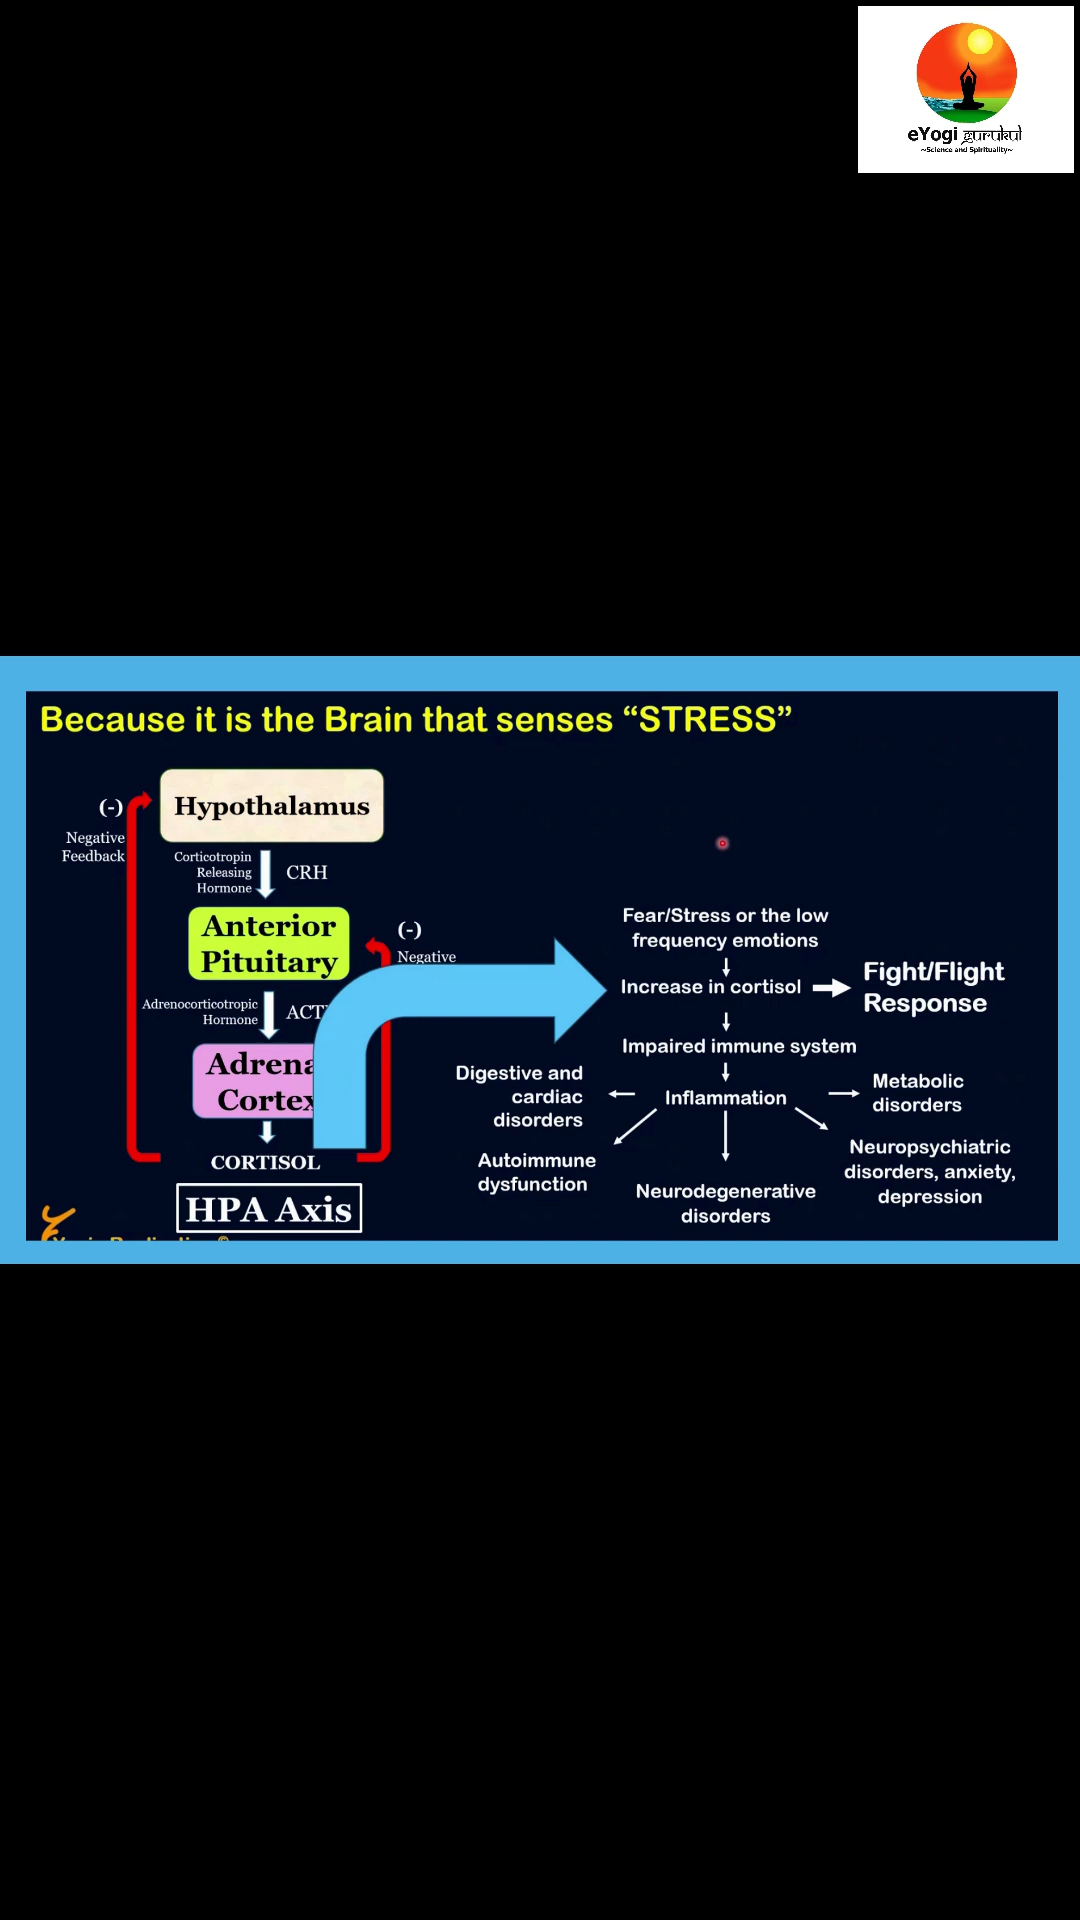 eYogi gurukul
~Science and Spirituality~
Because it is the Brain that senses “STRESS”
(-)
Negative
Feedback
Hypothalamus
Corticotropin
Releasing
Hormone
CRH
Anterior
Pituitary
(-)
Negative
Adrenocorticotropic
Hormone
ACT
Adrena
Cortex
CORTISOL
HPA Axis
Fear/Stress or the low
frequency emotions
Increase in cortisol
Fight/Flight
Response
Impaired immune system
Inflammation
Digestive and
cardiac
disorders
Metabolic
disorders
Autoimmune
dysfunction
Neurodegenerative
disorders
Neuropsychiatric
disorders, anxiety,
depression